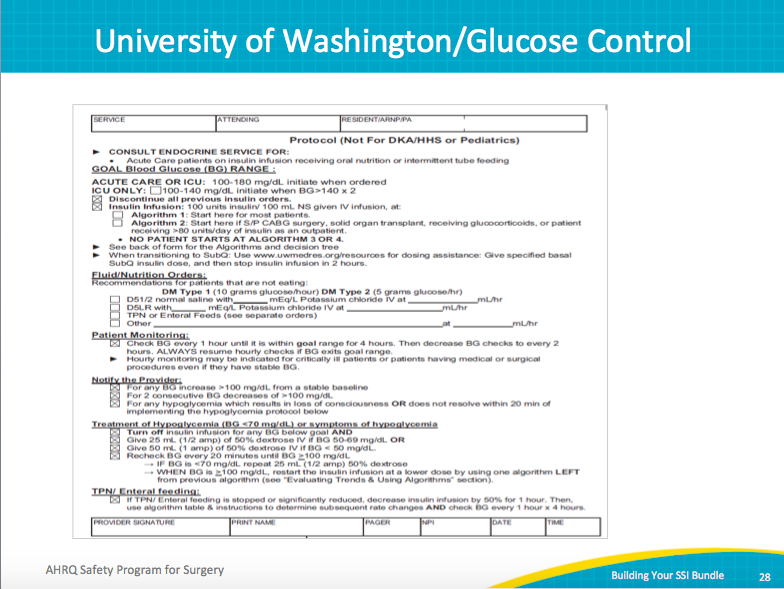 University of Washington/Glucose Control
SERVICE ATTENDING RESIDENT/ARNP/PA
Protocol (Not For DKA/HHS or Pediatrics)
► CONSULT ENDOCRINE SERVICE FOR:
• Acute Care patients on insulin infusion receiving oral nutrition or intermittent tube feeding
GOAL Blood Glucose (BG) RANGE :
ACUTE CARE OR ICU: 100-180 mg/dL initiate when ordered
ICU ONLY: ☐100-140 mg/dL initiate when BG>140 x 2
☒ Discontinue all previous insulin orders.
☒ Insulin Infusion: 100 units insulin/ 100 mL NS given IV infusion, at:
☐ Algorithm 1: Start here for most patients.
☐ Algorithm 2: Start here if S/P CABG surgery, solid organ transplant, receiving glucocorticoids, or patient
receiving >80 units/day of insulin as an outpatient.
• NO PATIENT STARTS AT ALGORITHM 3 OR 4.
► See back of form for the Algorithms and decision tree
► When transitioning to SubQ: Use www.uwmedres.org/resources for dosing assistance: Give specified basal
SubQ insulin dose, and then stop insulin infusion in 2 hours.
Fluid/Nutrition Orders:
Recommendations for patients that are not eating:
DM Type 1 (10 grams glucose/hour) DM Type 2 (5 grams glucose/hr)
☐ D51/2 normal saline with______ mEq/L Potassium chloride IV at ____________mL/hr
☐ D5LR with______ mEq/L Potassium chloride IV at ________________mL/hr
☐ TPN or Enteral Feeds (see separate orders)
☐ Other ________________________________at ____________mL/hr
Patient Monitoring:
☒ Check BG every 1 hour until it is within goal range for 4 hours. Then decrease BG checks to every 2
hours. ALWAYS resume hourly checks if BG exits goal range.
► Hourly monitoring may be indicated for critically ill patients or patients having medical or surgical
procedures even if they have stable BG.
Notify the Provider:
☒ For any BG increase >100 mg/dL from a stable baseline
☒ For 2 consecutive BG decreases of >100 mg/dL
☒ For any hypoglycemia which results in loss of consciousness OR does not resolve within 20 min of
implementing the hypoglycemia protocol below
Treatment of Hypoglycemia (BG <70 mg/dL) or symptoms of hypoglycemia
☒ Turn off insulin infusion for any BG below goal AND
☒ Give 25 mL (1/2 amp) of 50% dextrose IV if BG 50-69 mg/dL OR
☒ Give 50 mL (1 amp) of 50% dextrose IV if BG < 50 mg/dL.
☒ Recheck BG every 20 minutes until BG ≥100 mg/dL
→ IF BG is <70 mg/dL repeat 25 mL (1/2 amp) 50% dextrose
→ WHEN BG is ≥100 mg/dL, restart the insulin infusion at a lower dose by using one algorithm LEFT
from previous algorithm (see "Evaluating Trends & Using Algorithms" section).
TPN/ Enteral feeding:
☒ If TPN/ Enteral feeding is stopped or significantly reduced, decrease insulin infusion by 50% for 1 hour. Then,
use algorithm table & instructions to determine subsequent rate changes AND check BG every 1 hour x 4 hours.
PROVIDER SIGNATURE PRINT NAME PAGER NPI DATE TIME
AHRQ Safety Program for Surgery
Building Your SSI Bundle 28